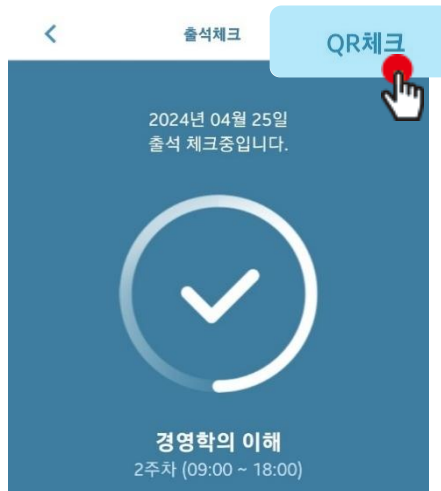 출석체크
QR체크
2024년 04월 25일
출석 체크중입니다.
경영학의 이해
2주차 (09:00 ~ 18:00)